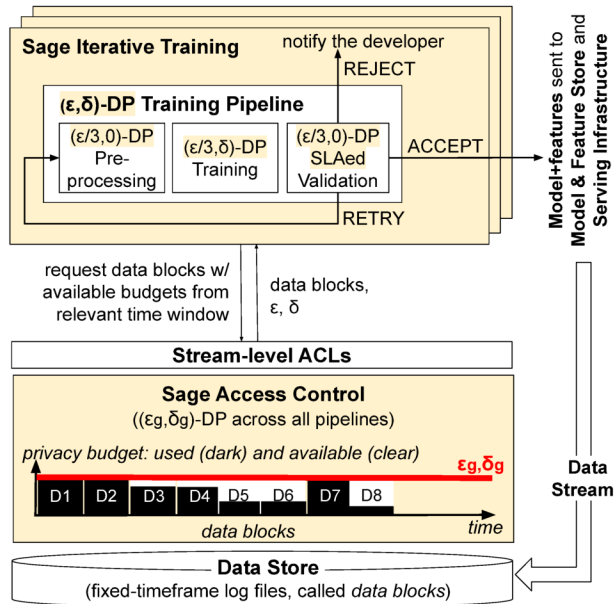 Sage Iterative Training
notify the developer
REJECT
(ε,δ)-DP Training Pipeline
(ε/3,0)-DP
Pre-
processing
(ε/3,δ)-DP
Training
(ε/3,0)-DP
SLAed
Validation
ACCEPT
RETRY
Model+features sent to
Model & Feature Store and
Serving Infrastructure
request data blocks w/
available budgets from
relevant time window
data blocks,
ε, δ
Stream-level ACLs
Sage Access Control
((εg,δg)-DP across all pipelines)
privacy budget: used (dark) and available (clear)
εg,δg
D1 D2 D3 D4 D5 D6 D7 D8
data blocks
time
Data
Stream
Data Store
(fixed-timeframe log files, called data blocks)